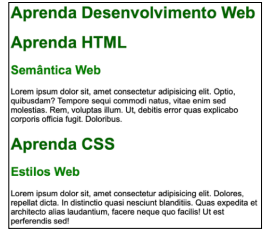 Aprenda Desenvolvimento Web
Aprenda HTML
Semântica Web
Lorem ipsum dolor sit, amet consectetur adipisicing elit. Optio,
quibusdam? Tempore sequi commodi natus, vitae enim sed
molestias. Rem, voluptas illum. Ut, debitis error quas explicabo
corporis officia fugit. Doloribus.
Aprenda CSS
Estilos Web
Lorem ipsum dolor sit amet consectetur adipisicing elit. Dolores,
repellat dicta. In distinctio quasi nesciunt blanditiis. Quas expedita et
architecto alias laudantium, facere neque quo facilis! Ut est
perferendis sed!